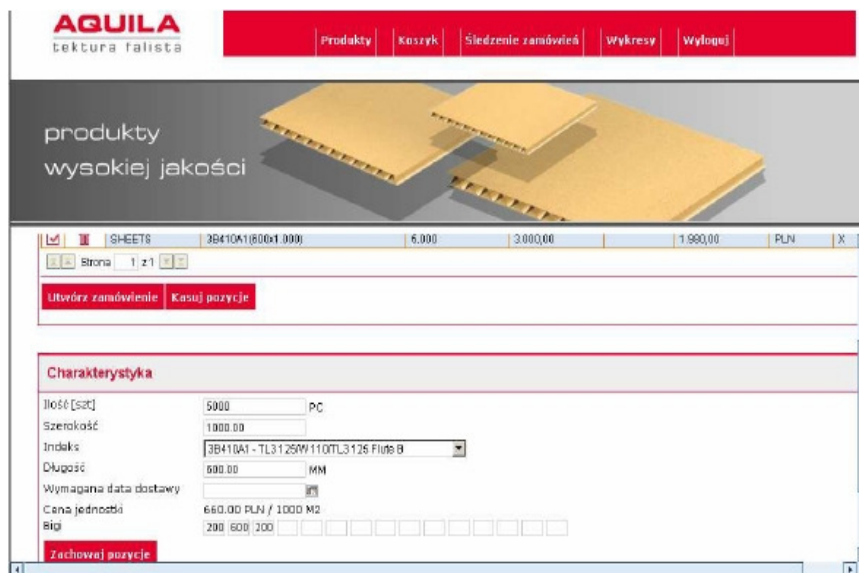 AQUILA
tektura falista
Produkty Koszyk Śledzenie zamówień Wykresy Wyloguj
produkty
wysokiej jakości
SHEETS 3B410A1(600x1.000) 6.000 3.000,00 1.980,00 PLN X
Strona 1 z 1
Utwórz zamówienie Kasuj pozycje
Charakterystyka
Ilość [szt] 5000 PC
Szerokość 1000.00
Indeks 3B410A1 - TL3125/W110/TL3125 Flute B
Długość 600.00 MM
Wymagana data dostawy
Cena jednostki 660.00 PLN / 1000 M2
Bigi 200 600 200
Zachowaj pozycje